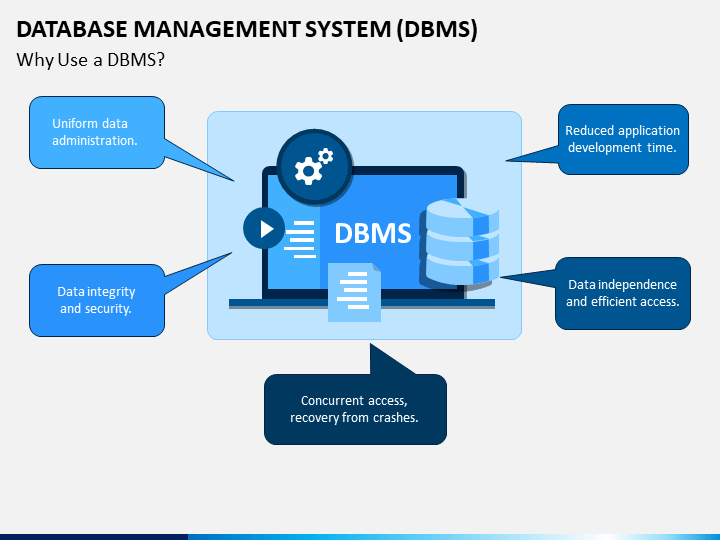 DATABASE MANAGEMENT SYSTEM (DBMS)
Why Use a DBMS?
Uniform data
administration.
Reduced application
development time.
DBMS
Data integrity
and security.
Data independence
and efficient access.
Concurrent access,
recovery from crashes.